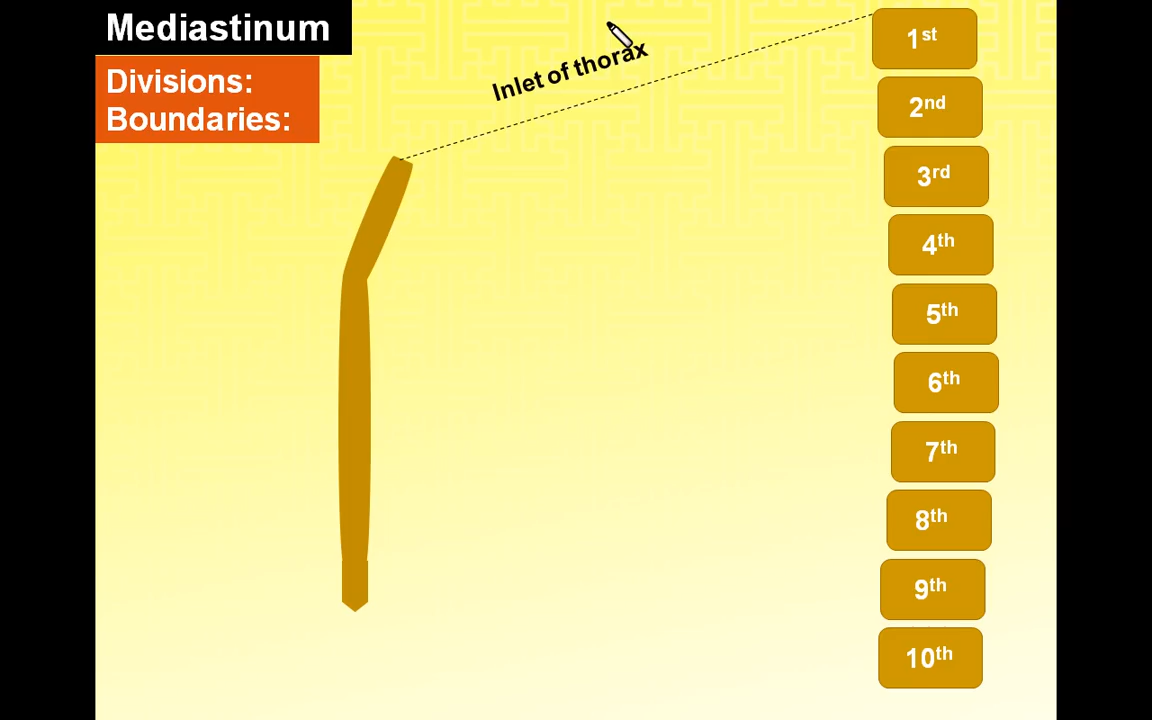 Mediastinum
Divisions:
Boundaries:
Inlet of thorax
1st
2nd
3rd
4th
5th
6th
7th
8th
9th
10th